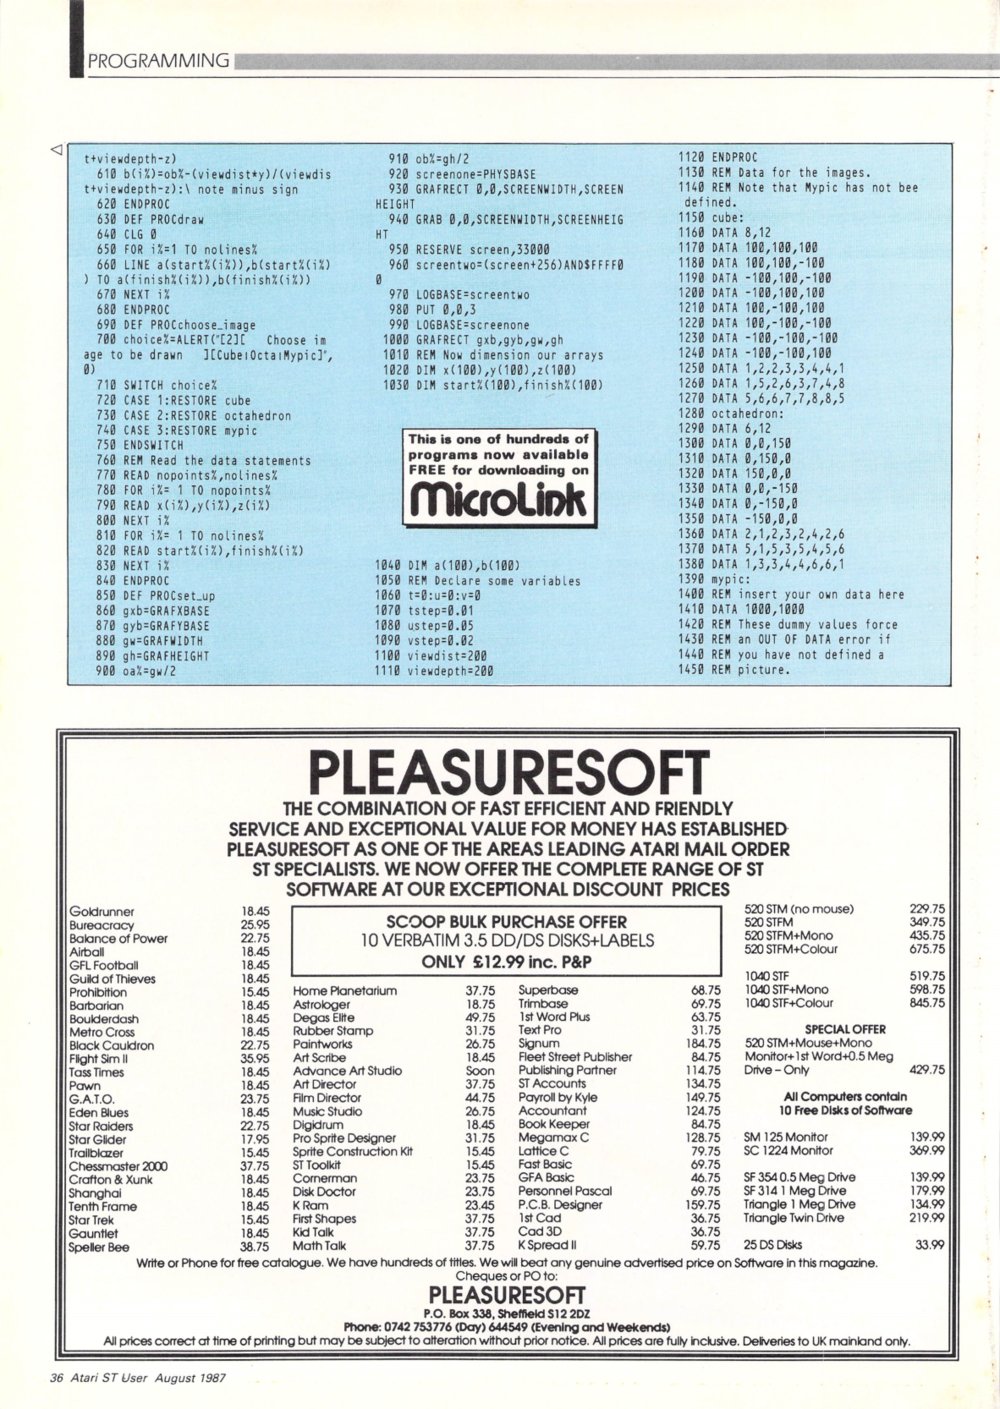 PROGRAMMING
t+viewdepth-z)
610 b(i%)=ob%-(viewdist*y)/(viewdis
t+viewdepth-z):\ note minus sign
620 ENDPROC
630 DEF PROCdraw
640 CLG 0
650 FOR i%=1 TO nolines%
660 LINE a(start%(i%)),b(start%(i%)
) TO a(finish%(i%)),b(finish%(i%))
670 NEXT i%
680 ENDPROC
690 DEF PROCchoose_image
700 choice%=ALERT("[2][   Choose im
age to be drawn   ][Cube|Octa|Mypic]",
0)
710 SWITCH choice%
720 CASE 1:RESTORE cube
730 CASE 2:RESTORE octahedron
740 CASE 3:RESTORE mypic
750 ENDSWITCH
760 REM Read the data statements
770 READ nopoints%,nolines%
780 FOR i%= 1 TO nopoints%
790 READ x(i%),y(i%),z(i%)
800 NEXT i%
810 FOR i%= 1 TO nolines%
820 READ start%(i%),finish%(i%)
830 NEXT i%
840 ENDPROC
850 DEF PROCset_up
860 gxb=GRAFXBASE
870 gyb=GRAFYBASE
880 gw=GRAFWIDTH
890 gh=GRAFHEIGHT
900 oa%=gw/2
910 ob%=gh/2
920 screenone=PHYSBASE
930 GRAFRECT 0,0,SCREENWIDTH,SCREEN
HEIGHT
940 GRAB 0,0,SCREENWIDTH,SCREENHEIG
HT
950 RESERVE screen,33000
960 screentwo=(screen+256)AND$FFFF0
0
970 LOGBASE=screentwo
980 PUT 0,0,3
990 LOGBASE=screenone
1000 GRAFRECT gxb,gyb,gw,gh
1010 REM Now dimension our arrays
1020 DIM x(100),y(100),z(100)
1030 DIM start%(100),finish%(100)
This is one of hundreds of
programs now available
FREE for downloading on
MicroLink
1040 DIM a(100),b(100)
1050 REM Declare some variables
1060 t=0:u=0:v=0
1070 tstep=0.01
1080 ustep=0.05
1090 vstep=0.02
1100 viewdist=200
1110 viewdepth=200
1120 ENDPROC
1130 REM Data for the images.
1140 REM Note that Mypic has not bee
defined.
1150 cube:
1160 DATA 8,12
1170 DATA 100,100,100
1180 DATA 100,100,-100
1190 DATA -100,100,-100
1200 DATA -100,100,100
1210 DATA 100,-100,100
1220 DATA 100,-100,-100
1230 DATA -100,-100,-100
1240 DATA -100,-100,100
1250 DATA 1,2,2,3,3,4,4,1
1260 DATA 1,5,2,6,3,7,4,8
1270 DATA 5,6,6,7,7,8,8,5
1280 octahedron:
1290 DATA 6,12
1300 DATA 0,0,150
1310 DATA 0,150,0
1320 DATA 150,0,0
1330 DATA 0,0,-150
1340 DATA 0,-150,0
1350 DATA -150,0,0
1360 DATA 2,1,2,3,2,4,2,6
1370 DATA 5,1,5,3,5,4,5,6
1380 DATA 1,3,3,4,4,6,6,1
1390 mypic:
1400 REM insert your own data here
1410 DATA 1000,1000
1420 REM These dummy values force
1430 REM an OUT OF DATA error if
1440 REM you have not defined a
1450 REM picture.
PLEASURESOFT
THE COMBINATION OF FAST EFFICIENT AND FRIENDLY
SERVICE AND EXCEPTIONAL VALUE FOR MONEY HAS ESTABLISHED
PLEASURESOFT AS ONE OF THE AREAS LEADING ATARI MAIL ORDER
ST SPECIALISTS. WE NOW OFFER THE COMPLETE RANGE OF ST
SOFTWARE AT OUR EXCEPTIONAL DISCOUNT PRICES
Goldrunner 18.45
Bureacracy 25.95
Balance of Power 22.75
Airball 18.45
GFL Football 18.45
Guild of Thieves 18.45
Prohibition 15.45
Barbarian 18.45
Boulderdash 18.45
Metro Cross 18.45
Black Cauldron 22.75
Flight Sim II 35.95
Tass Times 18.45
Pawn 18.45
G.A.T.O. 23.75
Eden Blues 18.45
Star Raiders 22.75
Star Glider 17.95
Trailblazer 15.45
Chessmaster 2000 37.75
Crafton & Xunk 18.45
Shanghai 18.45
Tenth Frame 18.45
Star Trek 15.45
Gauntlet 18.45
Speller Bee 38.75
SCOOP BULK PURCHASE OFFER
10 VERBATIM 3.5 DD/DS DISKS+LABELS
ONLY £12.99 inc. P&P
Home Planetarium 37.75
Astrologer 18.75
Degas Elite 49.75
Rubber Stamp 31.75
Paintworks 26.75
Art Scribe 18.45
Advance Art Studio Soon
Art Director 37.75
Film Director 44.75
Music Studio 26.75
Digidrum 18.45
Pro Sprite Designer 31.75
Sprite Construction Kit 15.45
ST Toolkit 15.45
Cornerman 23.75
Disk Doctor 23.75
K Ram 23.45
First Shapes 37.75
Kid Talk 37.75
Math Talk 37.75
Superbase 68.75
Trimbase 69.75
1st Word Plus 63.75
Text Pro 31.75
Signum 184.75
Fleet Street Publisher 84.75
Publishing Partner 114.75
ST Accounts 134.75
Payroll by Kyle 149.75
Accountant 124.75
Book Keeper 84.75
Megamax C 128.75
Lattice C 79.75
Fast Basic 69.75
GFA Basic 46.75
Personnel Pascal 69.75
P.C.B. Designer 159.75
1st Cad 36.75
Cad 3D 36.75
K Spread II 59.75
520 STM (no mouse) 229.75
520 STFM 349.75
520 STFM+Mono 435.75
520 STFM+Colour 675.75
1040 STF 519.75
1040 STF+Mono 598.75
1040 STF+Colour 845.75
SPECIAL OFFER
520 STM+Mouse+Mono
Monitor+1st Word+0.5 Meg
Drive – Only 429.75
All Computers contain
10 Free Disks of Software
SM 125 Monitor 139.99
SC 1224 Monitor 369.99
SF 354 0.5 Meg Drive 139.99
SF 314 1 Meg Drive 179.99
Triangle 1 Meg Drive 134.99
Triangle Twin Drive 219.99
25 DS Disks 33.99
Write or Phone for free catalogue. We have hundreds of titles. We will beat any genuine advertised price on Software in this magazine.
Cheques or PO to:
PLEASURESOFT
P.O. Box 338, Sheffield S12 2DZ
Phone: 0742 753776 (Day) 644549 (Evening and Weekends)
All prices correct at time of printing but may be subject to alteration without prior notice. All prices are fully inclusive. Deliveries to UK mainland only.
36 Atari ST User August 1987